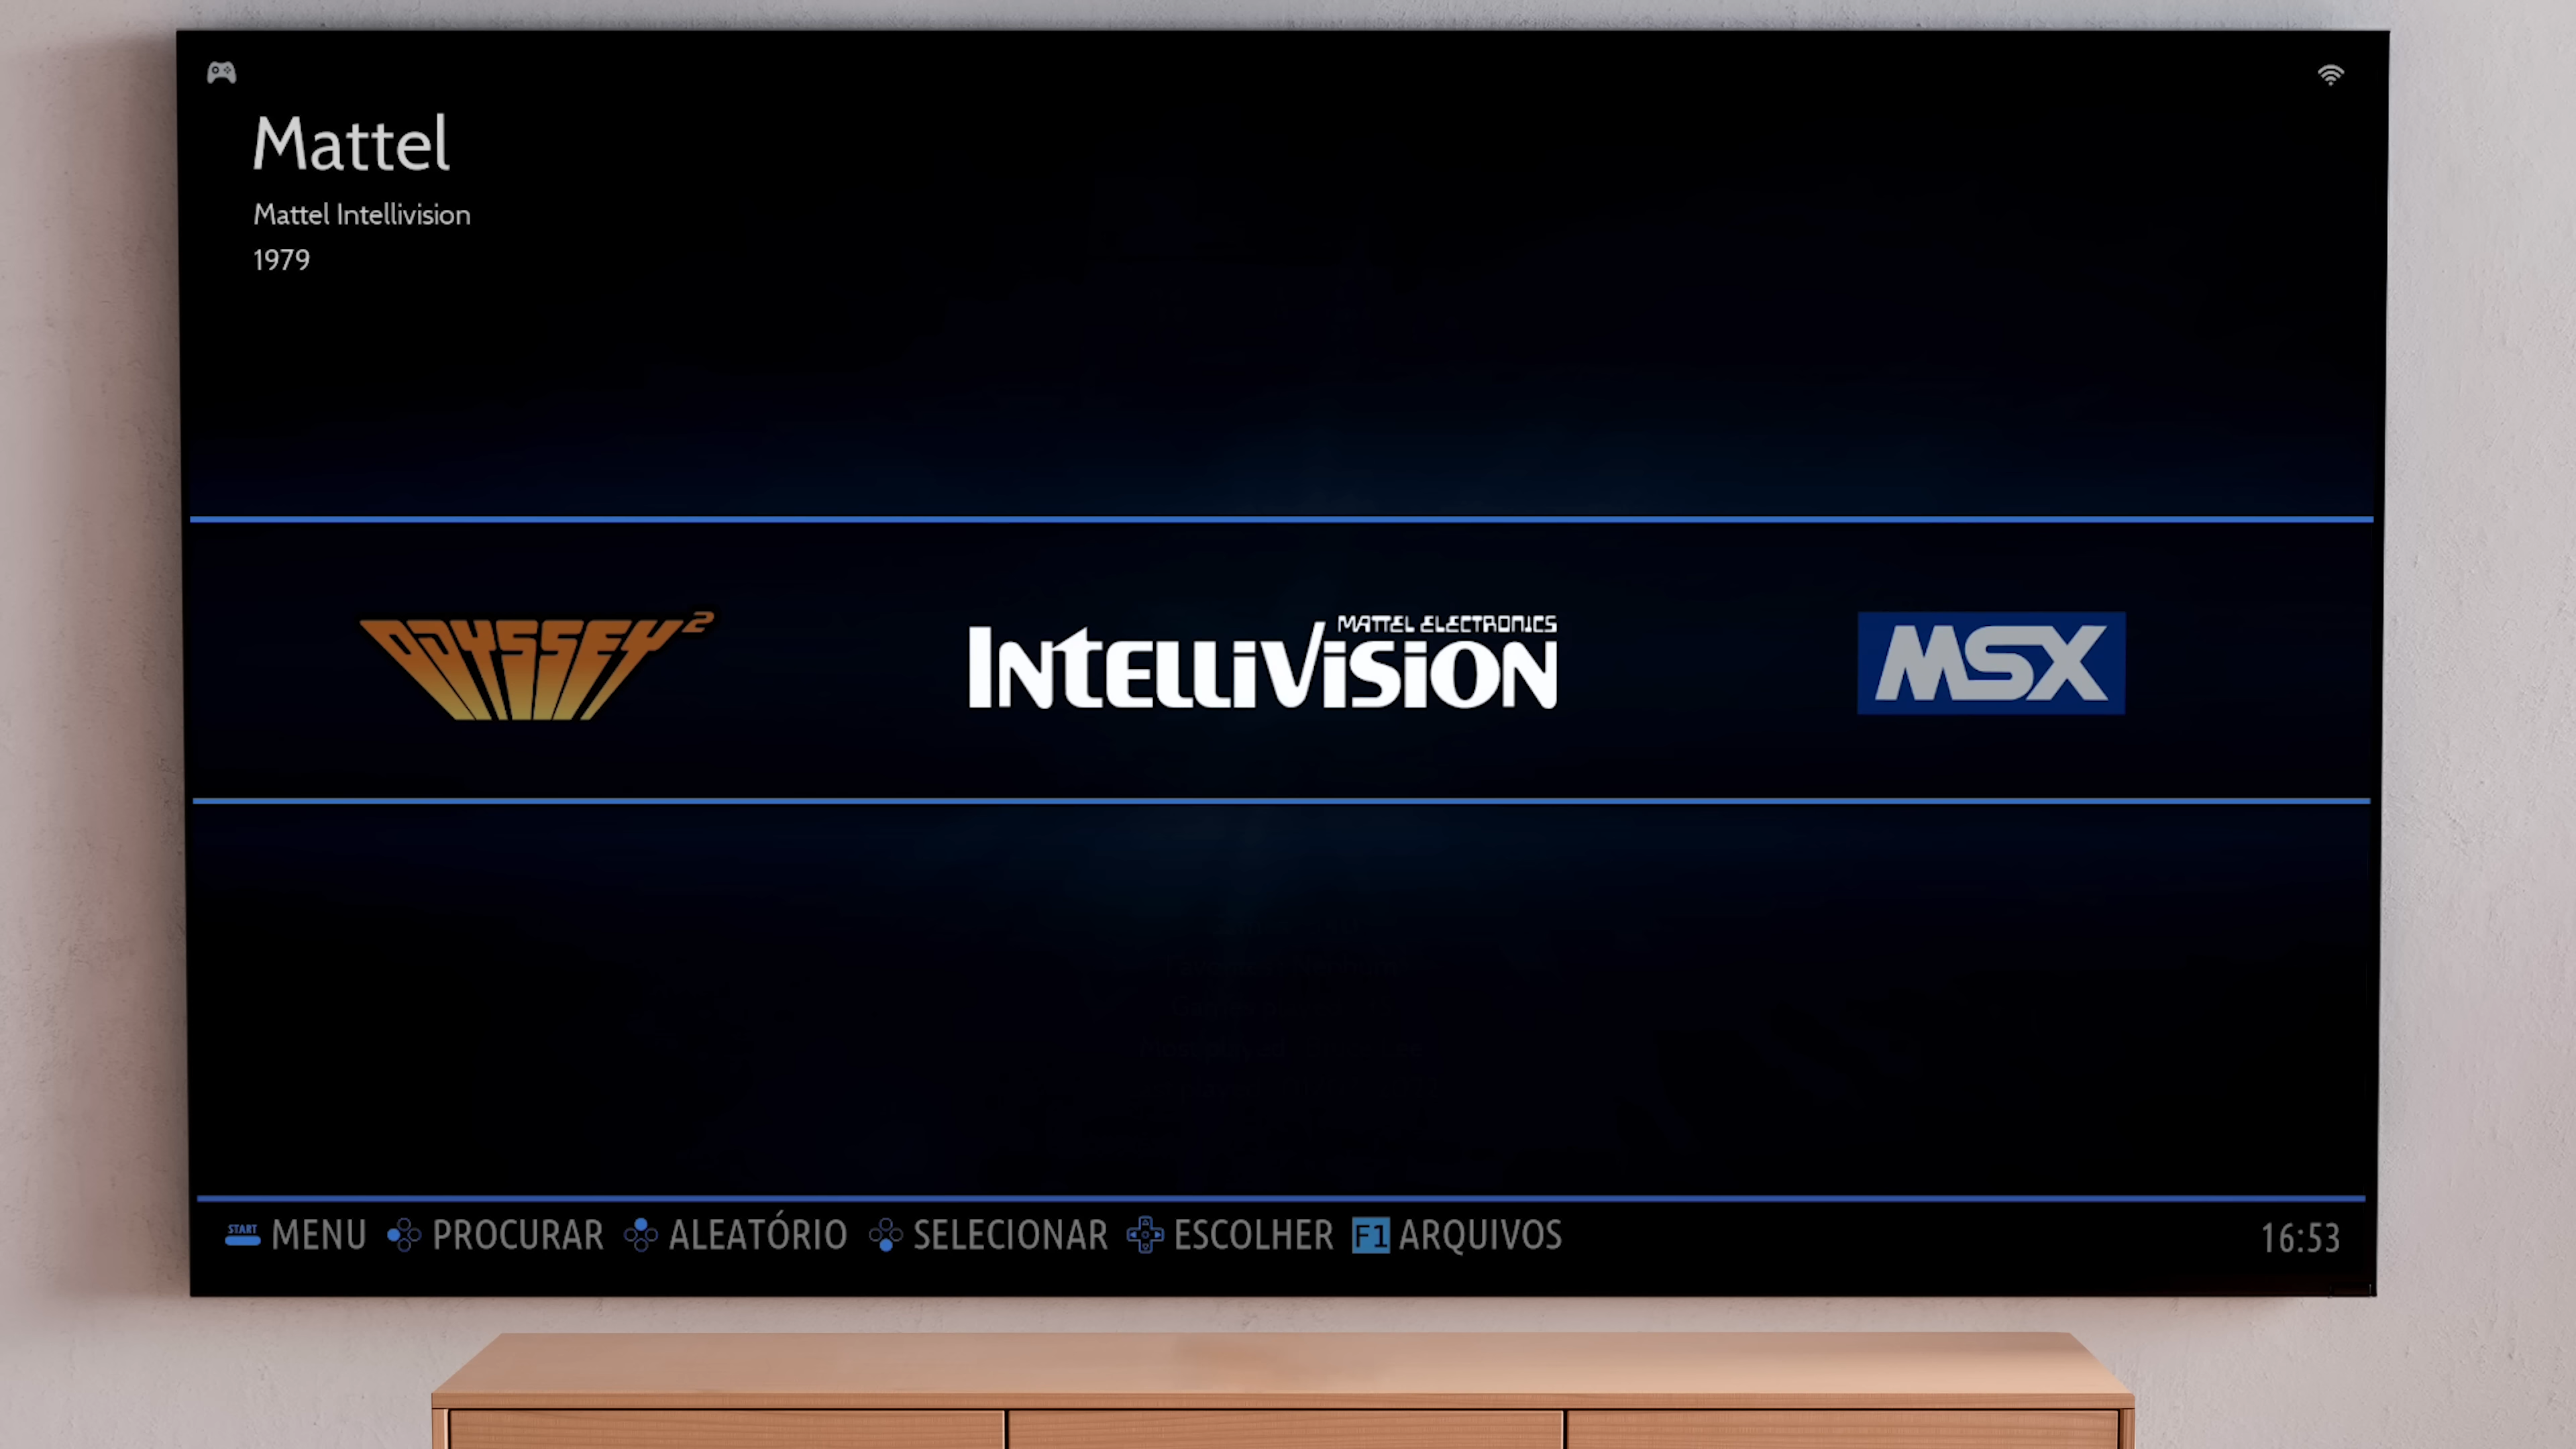 Mattel
Mattel Intellivision
1979
ODYSSEY²
MATTEL ELECTRONICS
INTELLIVISION
MSX
START MENU PROCURAR ALEATÓRIO SELECIONAR ESCOLHER F1 ARQUIVOS 16:53